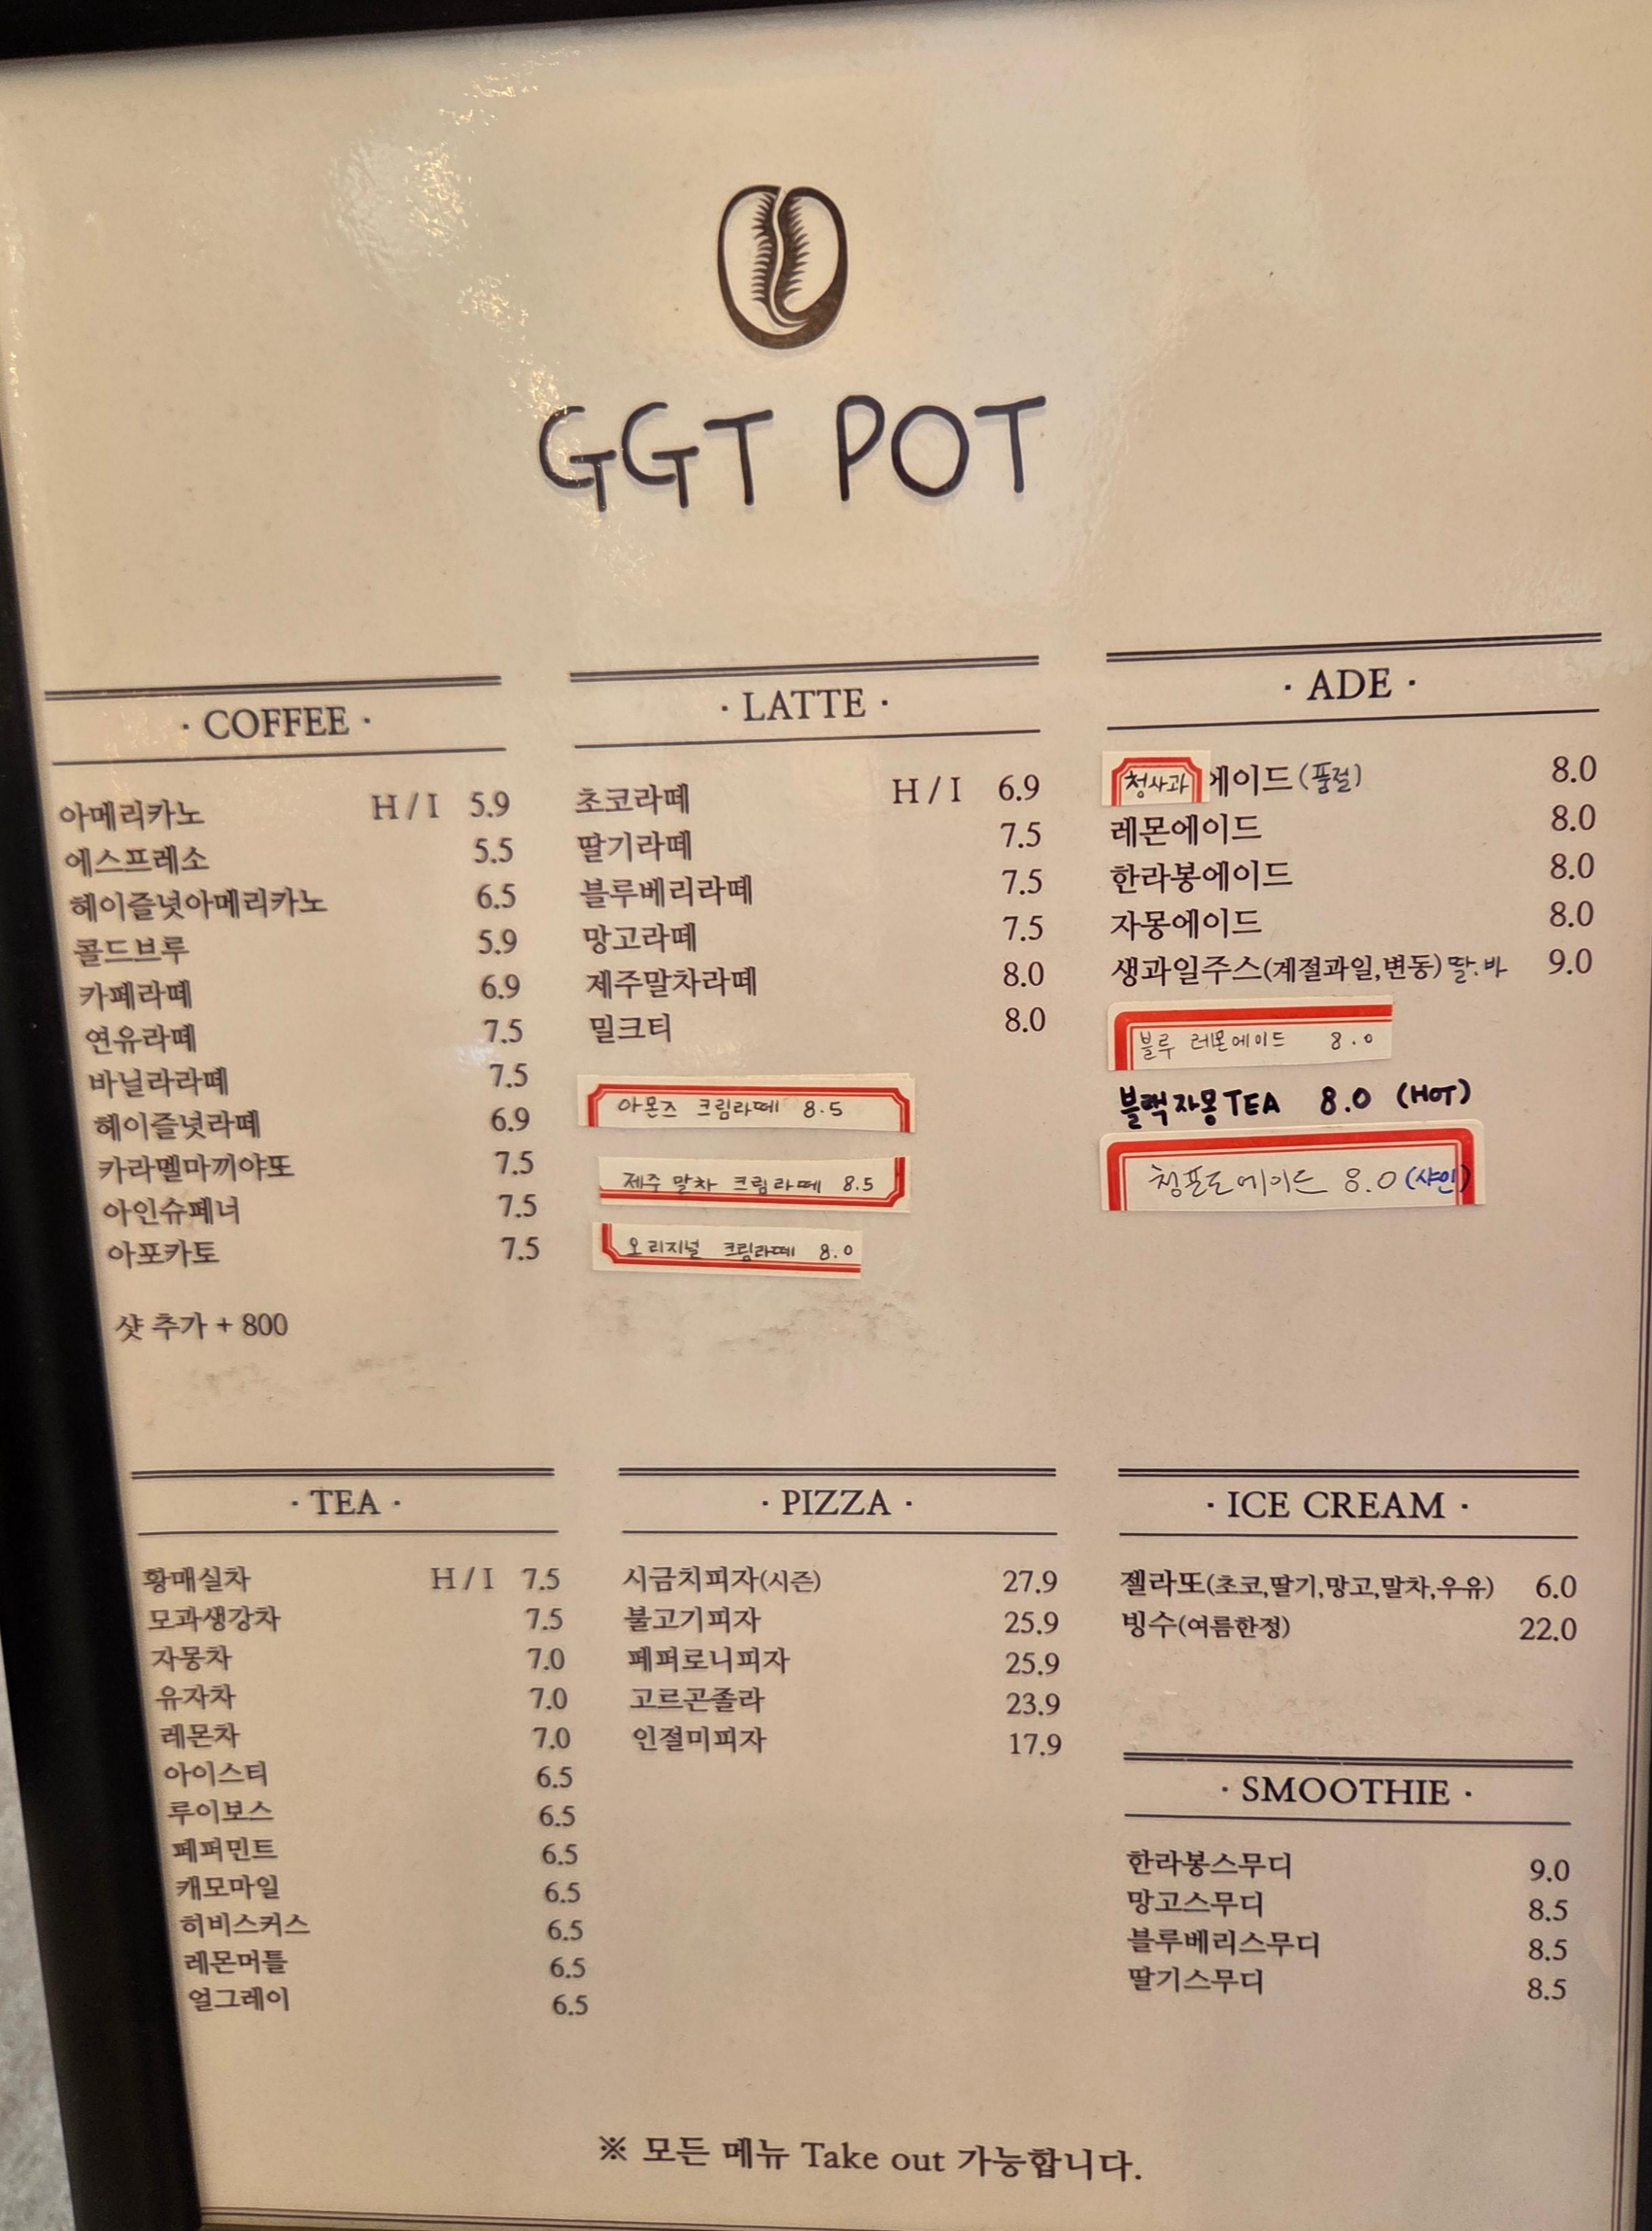 GGT POT
· COFFEE ·
아메리카노 H / I 5.9
에스프레소 5.5
헤이즐넛아메리카노 6.5
콜드브루 5.9
카페라떼 6.9
연유라떼 7.5
바닐라라떼 7.5
헤이즐넛라떼 6.9
카라멜마끼야또 7.5
아인슈페너 7.5
아포카토 7.5
샷 추가 + 800
· LATTE ·
초코라떼 H / I 6.9
딸기라떼 7.5
블루베리라떼 7.5
망고라떼 7.5
제주말차라떼 8.0
밀크티 8.0
아몬즈 크림라떼 8.5
제주 말차 크림라떼 8.5
오리지널 크림라떼 8.0
· ADE ·
청사과에이드(품절) 8.0
레몬에이드 8.0
한라봉에이드 8.0
자몽에이드 8.0
생과일주스(계절과일,변동) 딸.바 9.0
블루 레몬에이드 8.0
블랙자몽TEA 8.0 (HOT)
청포도에이드 8.0 (샤인)
· TEA ·
황매실차 H / I 7.5
모과생강차 7.5
자몽차 7.0
유자차 7.0
레몬차 7.0
아이스티 6.5
루이보스 6.5
페퍼민트 6.5
캐모마일 6.5
히비스커스 6.5
레몬머틀 6.5
얼그레이 6.5
· PIZZA ·
시금치피자(시즌) 27.9
불고기피자 25.9
페퍼로니피자 25.9
고르곤졸라 23.9
인절미피자 17.9
· ICE CREAM ·
젤라또(초코,딸기,망고,말차,우유) 6.0
빙수(여름한정) 22.0
· SMOOTHIE ·
한라봉스무디 9.0
망고스무디 8.5
블루베리스무디 8.5
딸기스무디 8.5
※ 모든 메뉴 Take out 가능합니다.